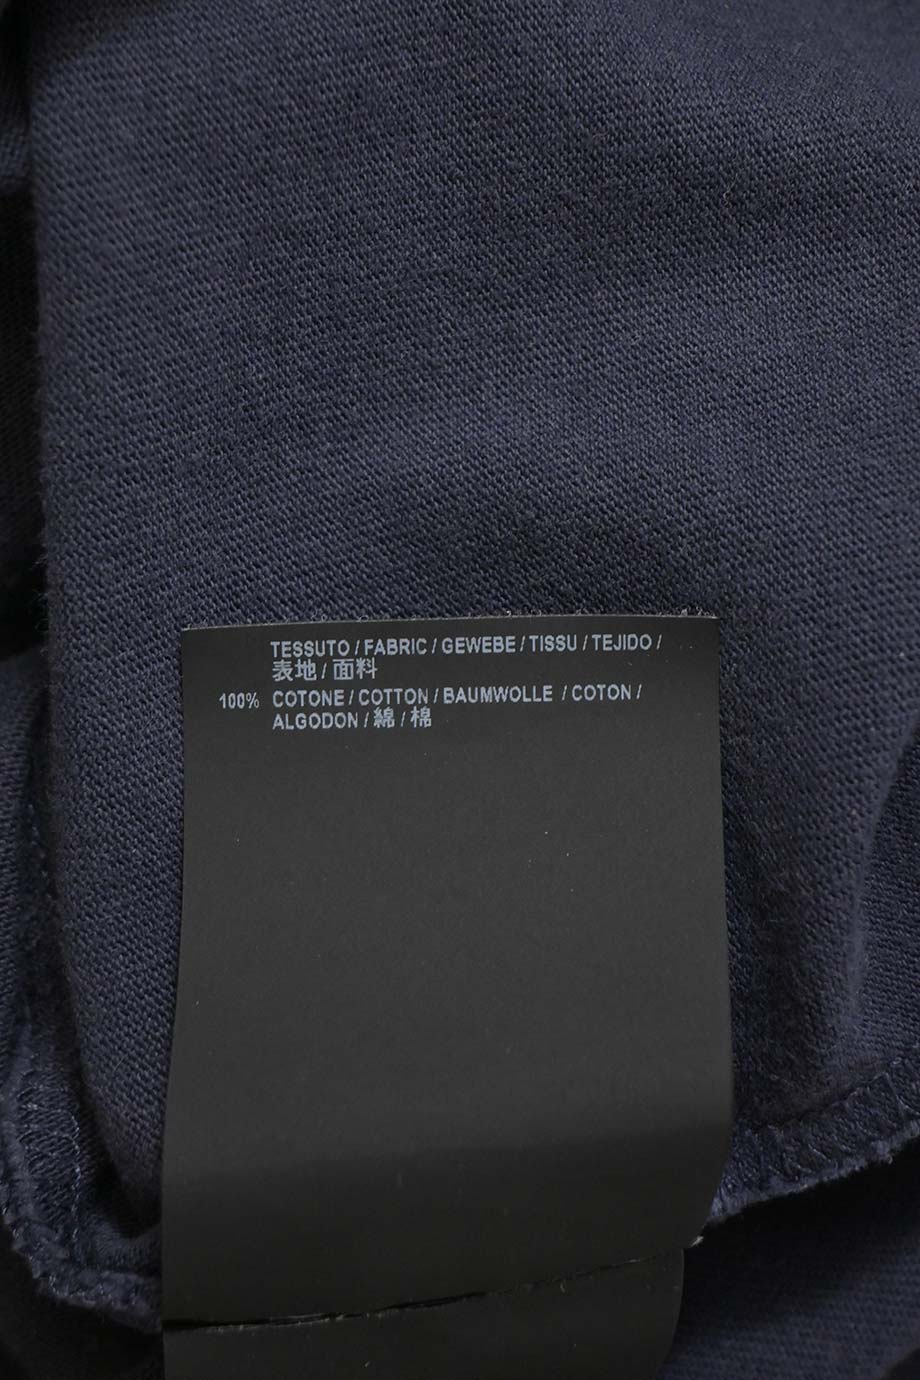 TESSUTO / FABRIC / GEWEBE / TISSU / TEJIDO /
表地 / 面料
100% COTONE / COTTON / BAUMWOLLE / COTON /
ALGODON / 綿 / 棉